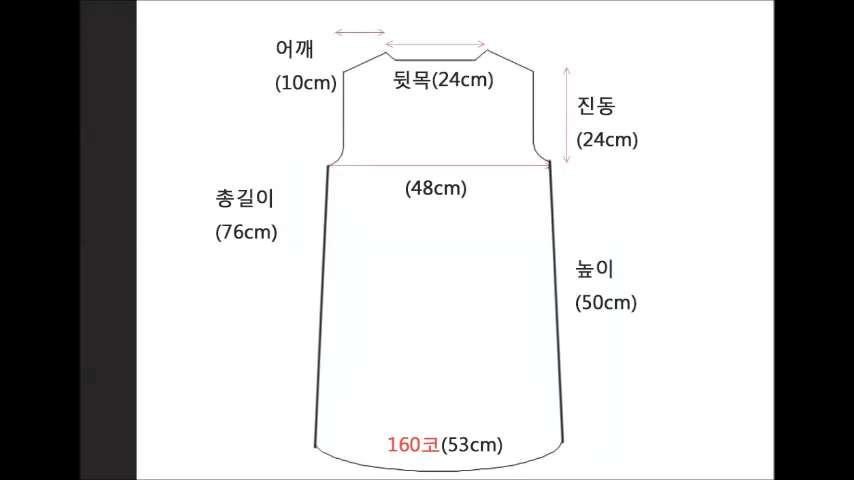 어깨
(10cm)
뒷목(24cm)
진동
(24cm)
(48cm)
총길이
(76cm)
높이
(50cm)
160코(53cm)